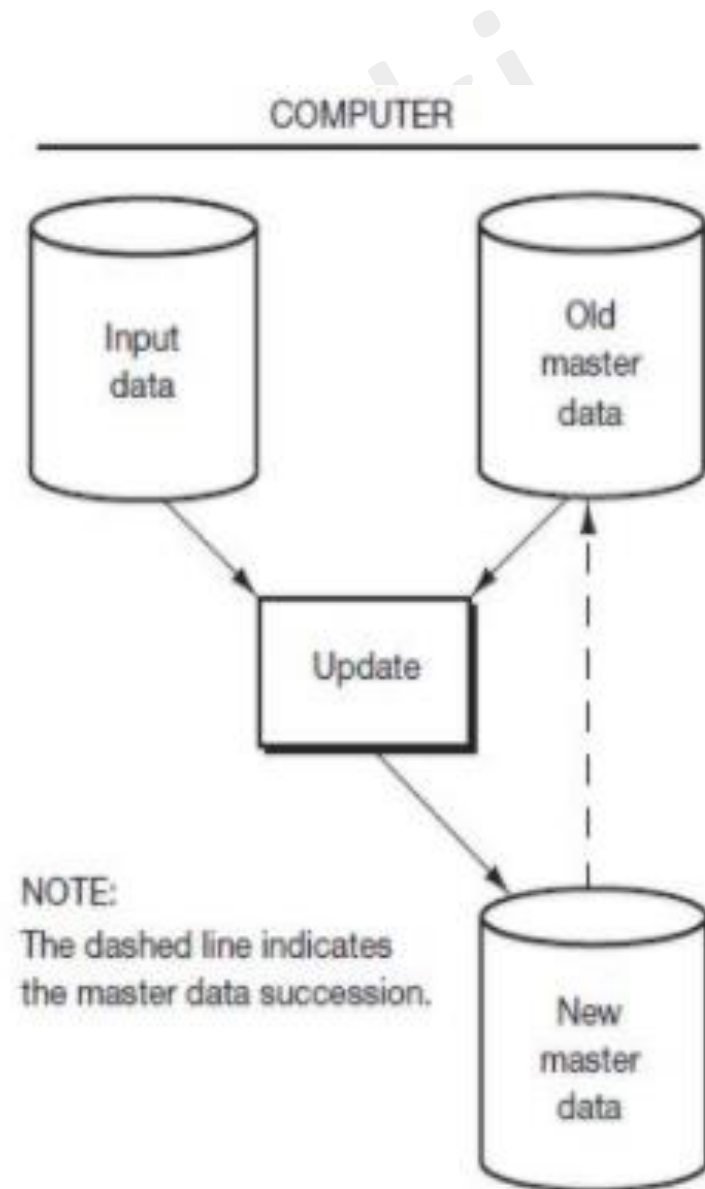 COMPUTER
Input
data
Old
master
data
Update
NOTE:
The dashed line indicates
the master data succession.
New
master
data